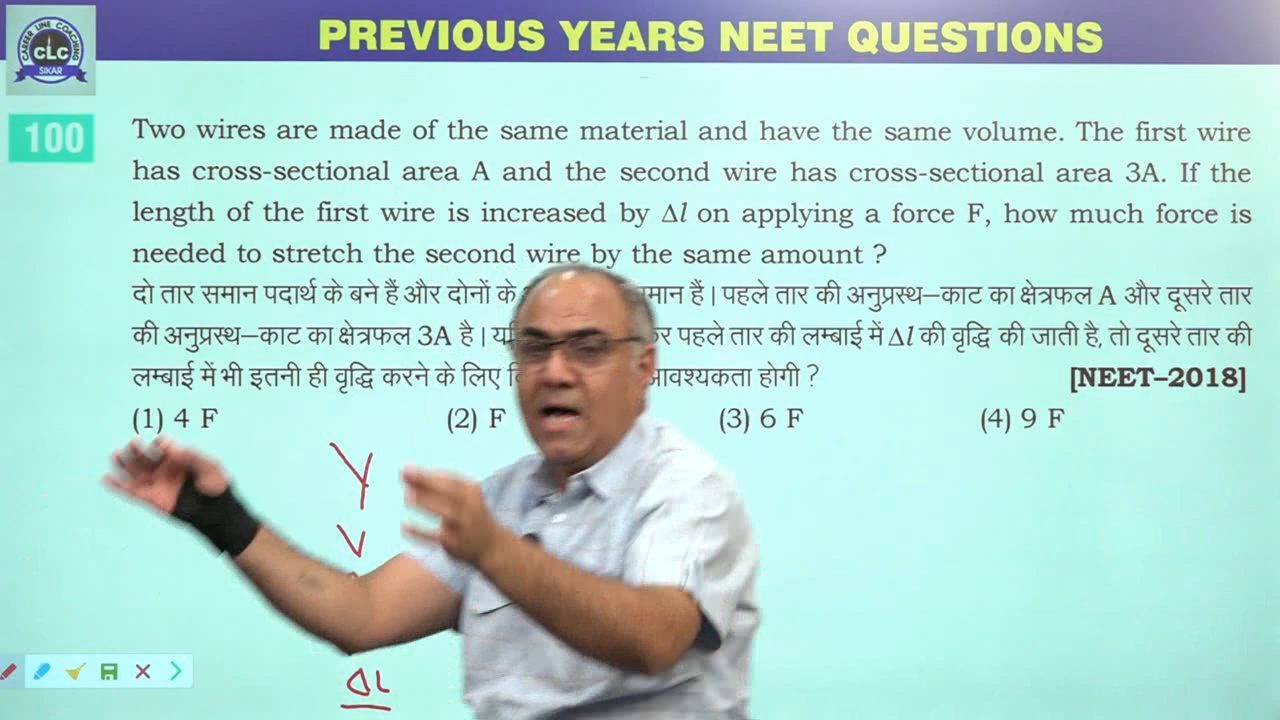 PREVIOUS YEARS NEET QUESTIONS
CAREER LINE COACHING
CLC
SIKAR
100
Two wires are made of the same material and have the same volume. The first wire
has cross-sectional area A and the second wire has cross-sectional area 3A. If the
length of the first wire is increased by Δl on applying a force F, how much force is
needed to stretch the second wire by the same amount ?
दो तार समान पदार्थ के बने हैं और दोनों के मान हैं। पहले तार की अनुप्रस्थ–काट का क्षेत्रफल A और दूसरे तार
की अनुप्रस्थ–काट का क्षेत्रफल 3A है। पहले तार की लम्बाई में Δl की वृद्धि की जाती है, तो दूसरे तार की
लम्बाई में भी इतनी ही वृद्धि करने के लिए आवश्यकता होगी ?
[NEET–2018]
(1) 4 F (2) F (3) 6 F (4) 9 F
Y
V
ΔL